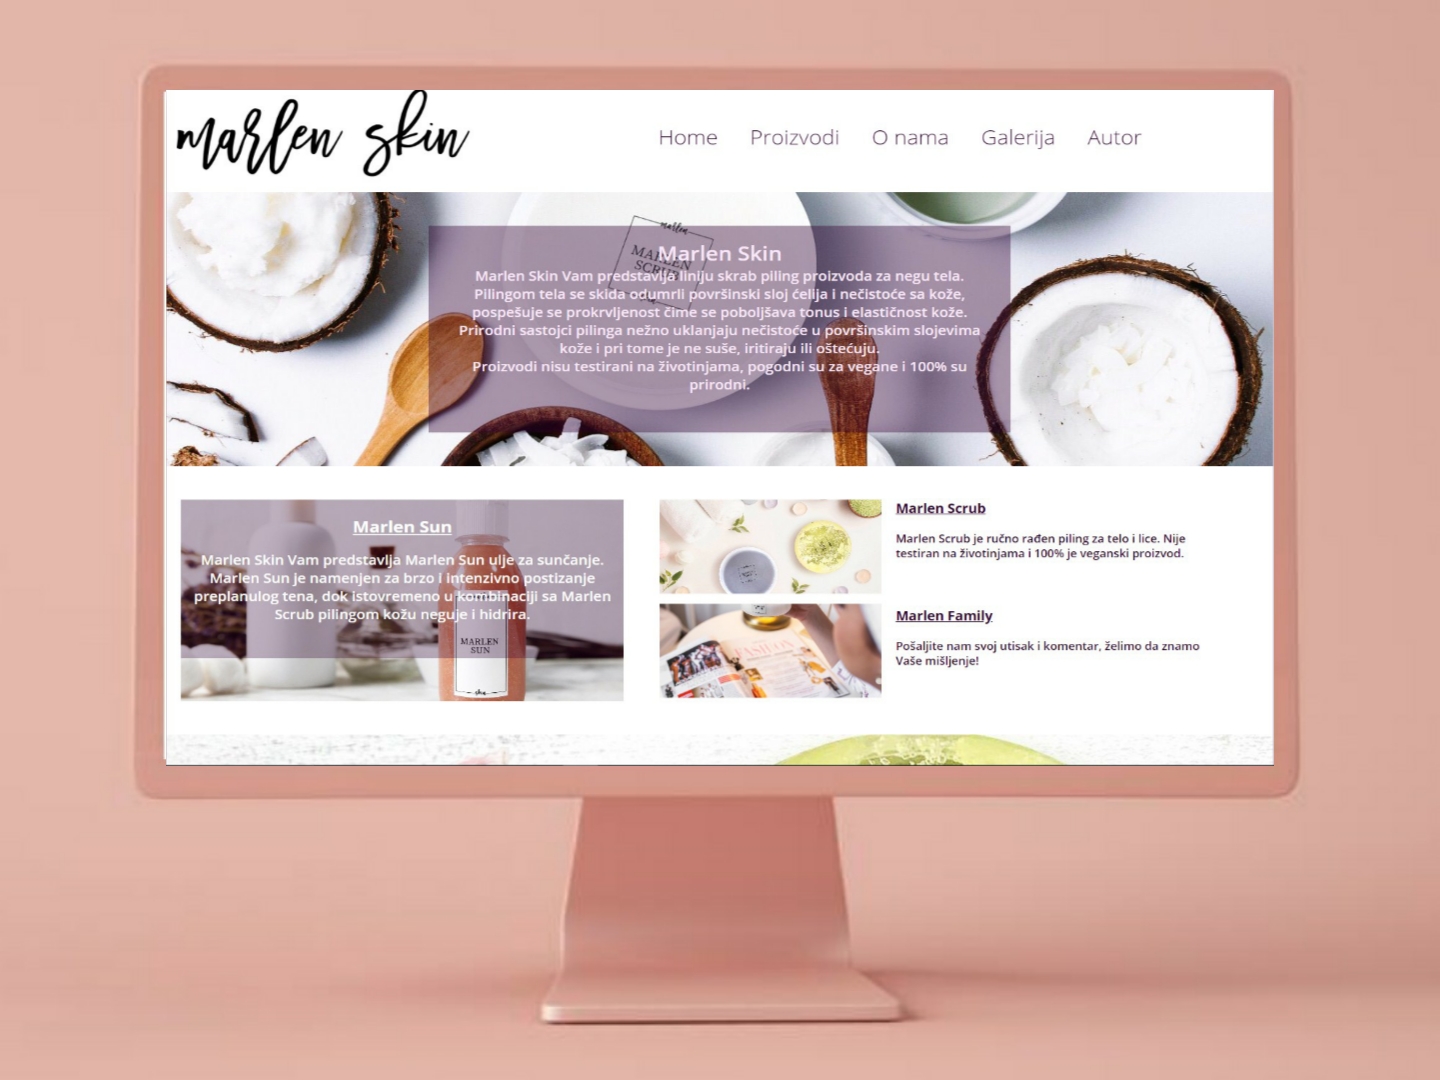 marlen skin
Home Proizvodi O nama Galerija Autor
marlen
MARLEN
SCRUB
Marlen Skin
Marlen Skin Vam predstavlja liniju skrab piling proizvoda za negu tela.
Pilingom tela se skida odumrli površinski sloj ćelija i nečistoće sa kože,
pospešuje se prokrvljenost čime se poboljšava tonus i elastičnost kože.
Prirodni sastojci pilinga nežno uklanjaju nečistoće u površinskim slojevima
kože i pri tome je ne suše, iritiraju ili oštećuju.
Proizvodi nisu testirani na životinjama, pogodni su za vegane i 100% su
prirodni.
Marlen Sun
Marlen Skin Vam predstavlja Marlen Sun ulje za sunčanje.
Marlen Sun je namenjen za brzo i intenzivno postizanje
preplanulog tena, dok istovremeno u kombinaciji sa Marlen
Scrub pilingom kožu neguje i hidrira.
MARLEN
SUN
skin
Marlen Scrub
Marlen Scrub je ručno rađen piling za telo i lice. Nije
testiran na životinjama i 100% je veganski proizvod.
FASHION
Marlen Family
Pošaljite nam svoj utisak i komentar, želimo da znamo
Vaše mišljenje!